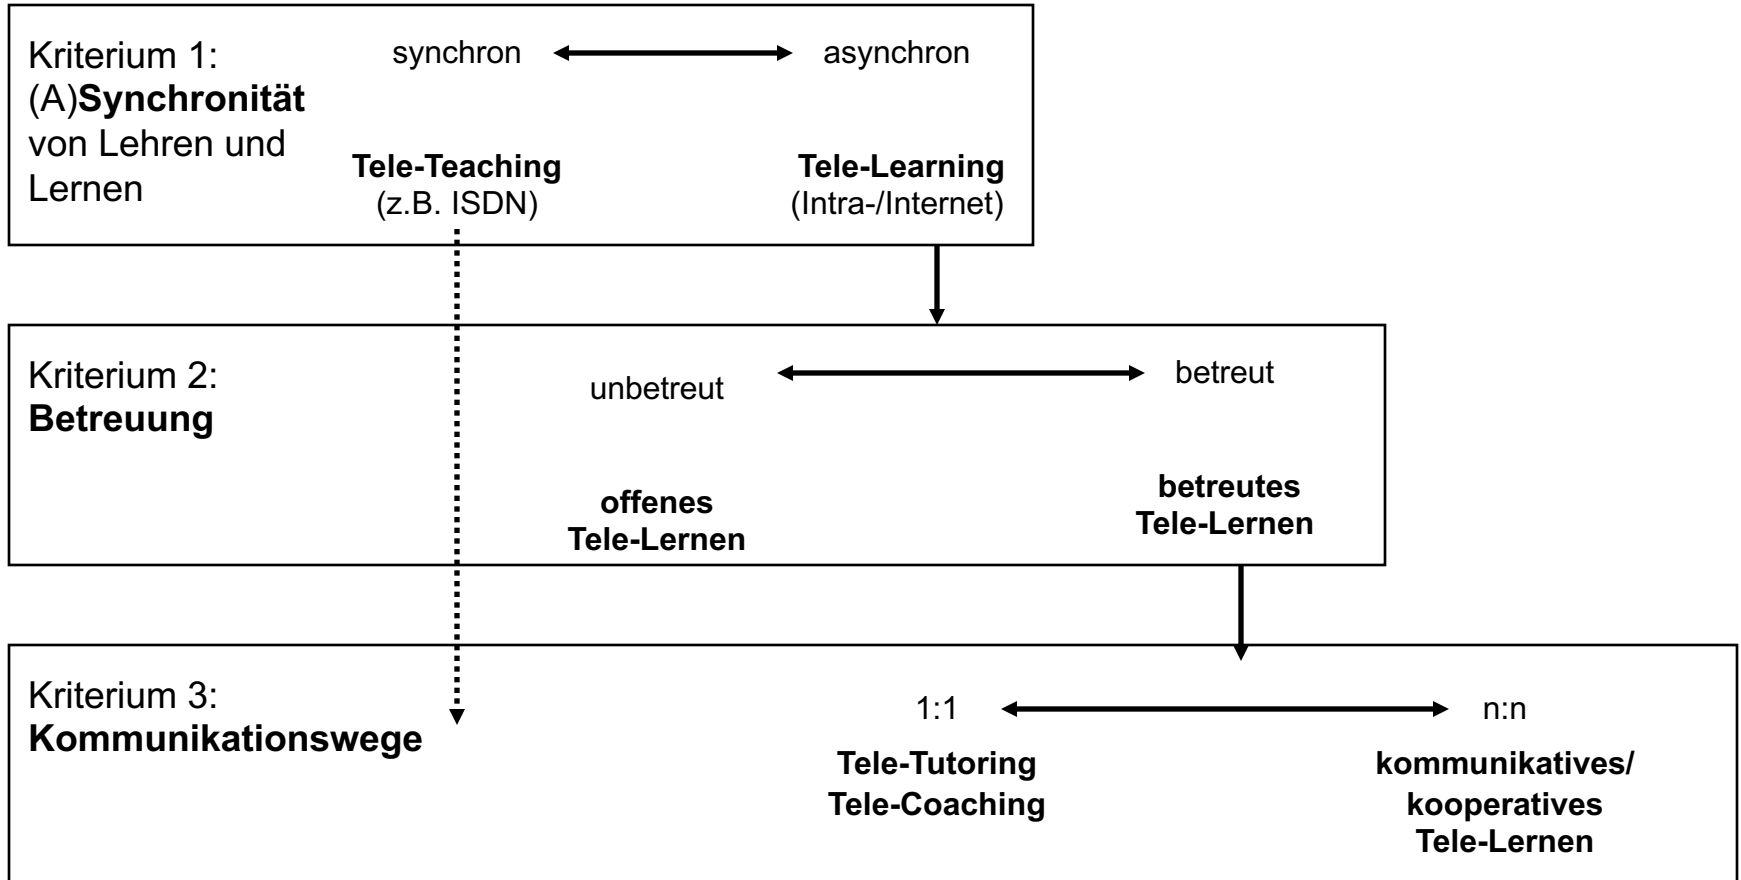 Kriterium 1:
(A)Synchronität
von Lehren und
Lernen
synchron
asynchron
Tele-Teaching
(z.B. ISDN)
Tele-Learning
(Intra-/Internet)
Kriterium 2:
Betreuung
unbetreut
betreut
offenes
Tele-Lernen
betreutes
Tele-Lernen
Kriterium 3:
Kommunikationswege
1:1
n:n
Tele-Tutoring
Tele-Coaching
kommunikatives/
kooperatives
Tele-Lernen